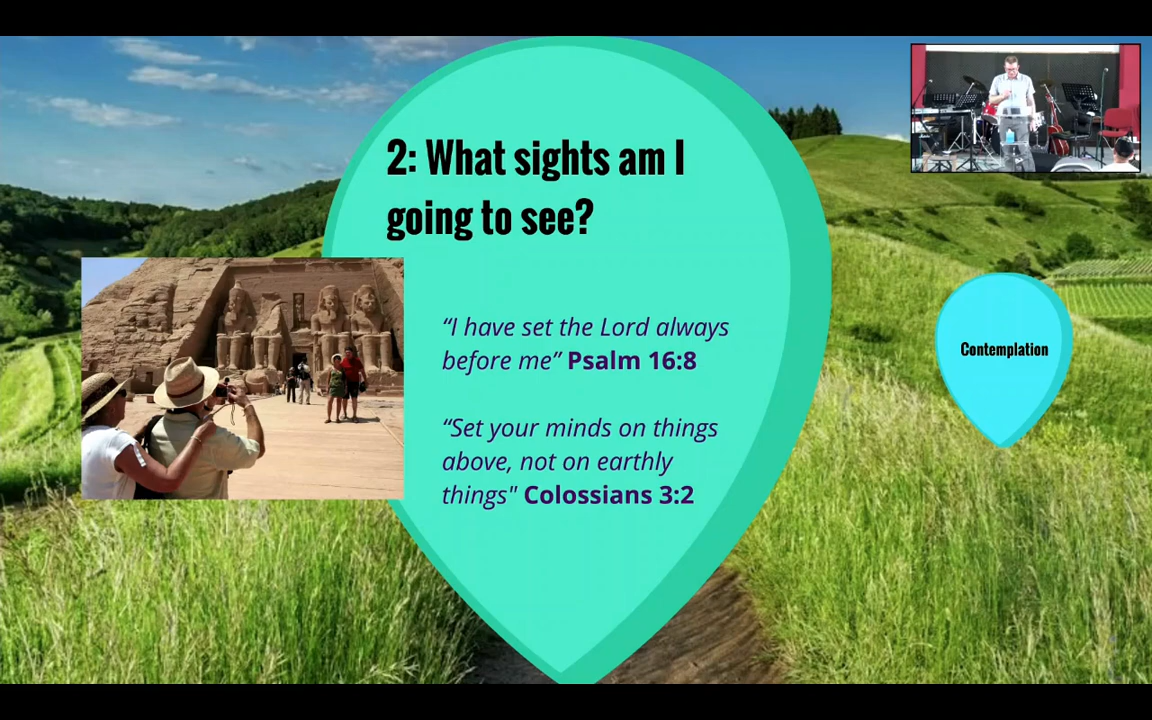 2: What sights am I
going to see?
“I have set the Lord always
before me” Psalm 16:8
“Set your minds on things
above, not on earthly
things" Colossians 3:2
Contemplation